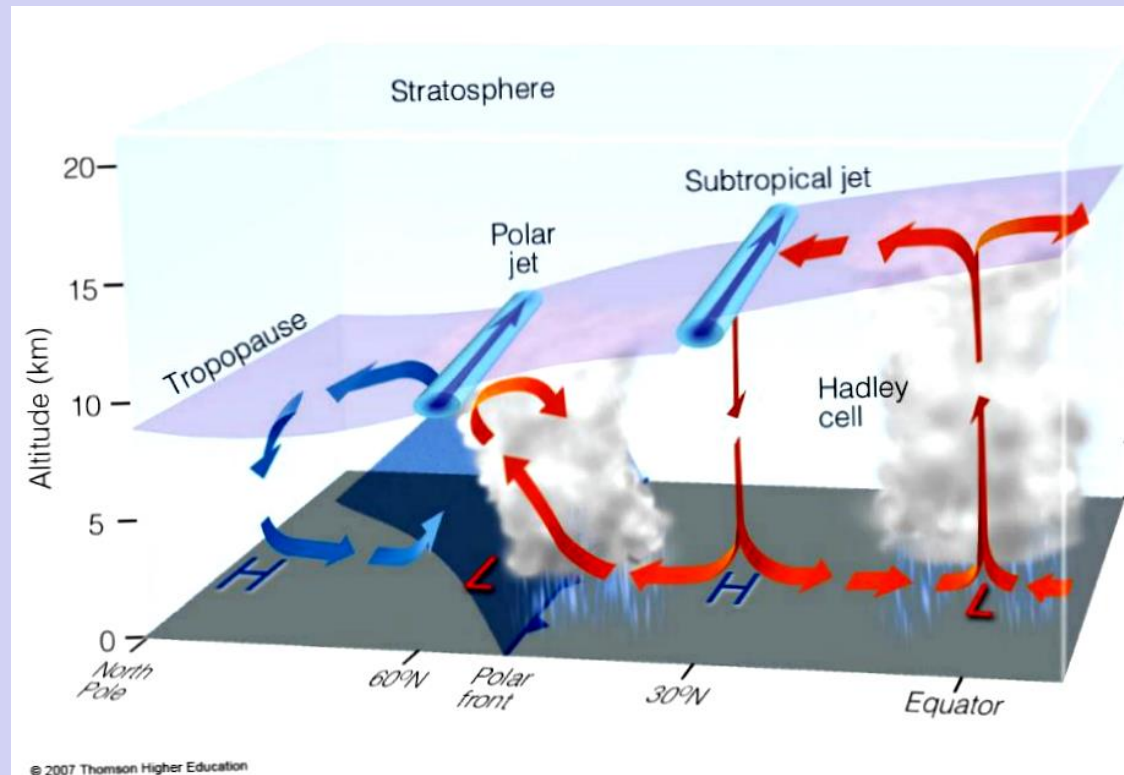 Stratosphere
20
Subtropical jet
Polar
jet
15
Tropopause
Altitude (km)
10
Hadley
cell
5
H
L
H
L
0
North
Pole
60°N
Polar
front
30°N
Equator
© 2007 Thomson Higher Education